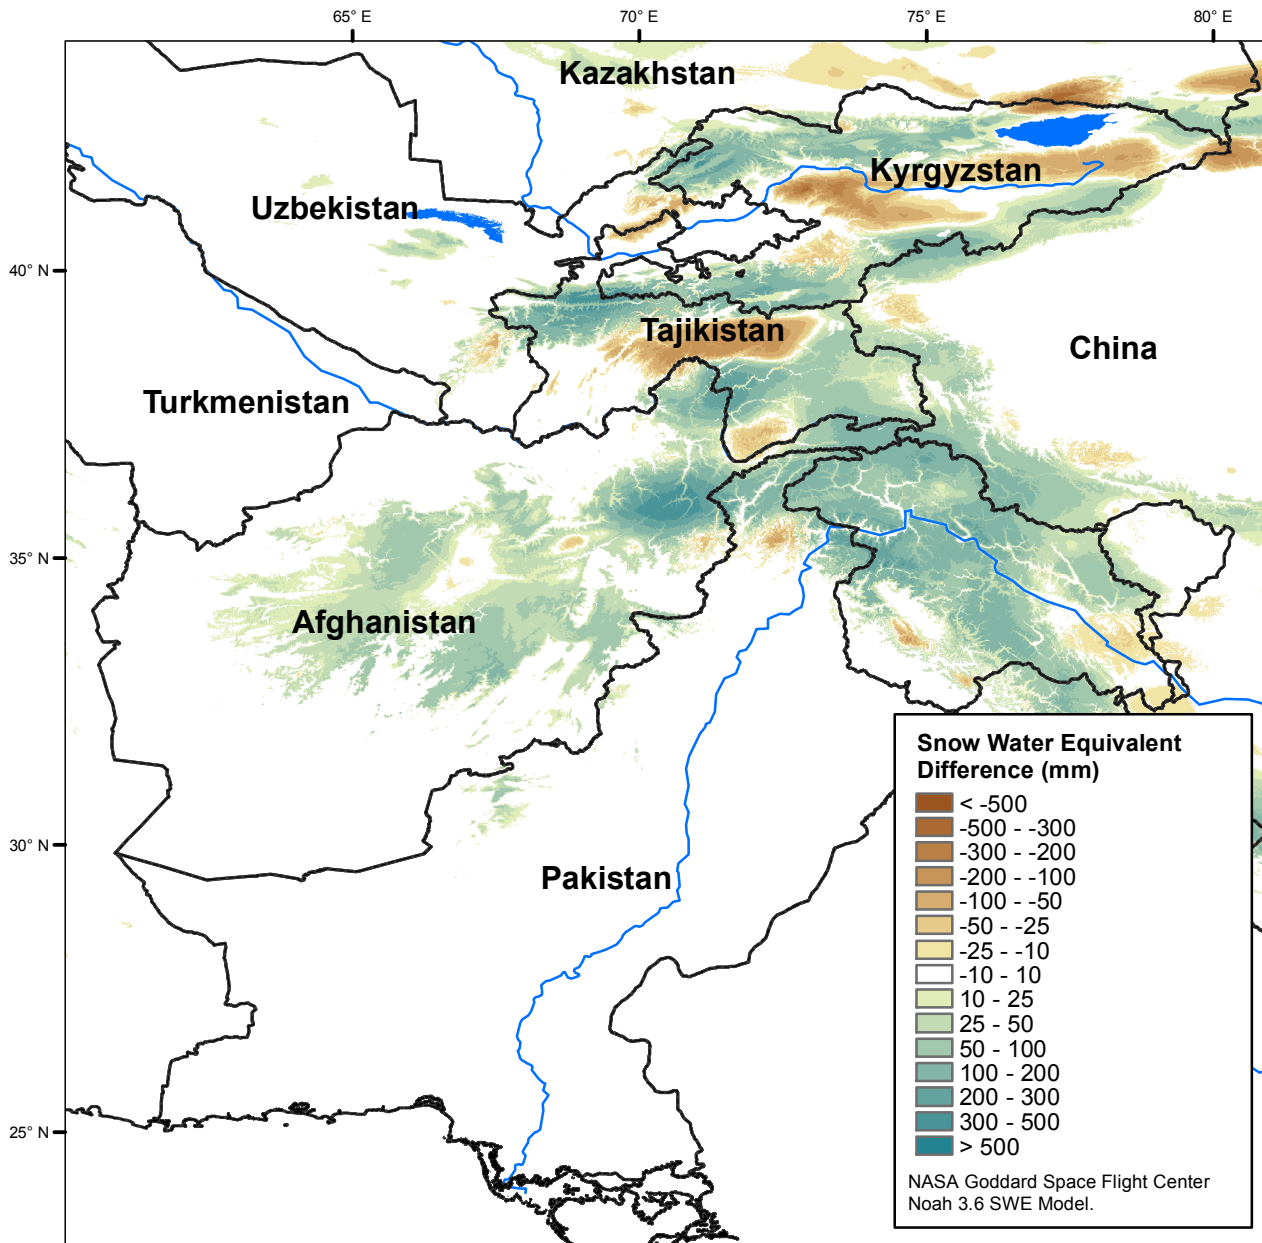 65° E
70° E
75° E
80° E
Kazakhstan
Kyrgyzstan
Uzbekistan
40° N
Tajikistan
China
Turkmenistan
35° N
Afghanistan
30° N
Pakistan
25° N
Snow Water Equivalent
Difference (mm)
< -500
-500 - -300
-300 - -200
-200 - -100
-100 - -50
-50 - -25
-25 - -10
-10 - 10
10 - 25
25 - 50
50 - 100
100 - 200
200 - 300
300 - 500
> 500
NASA Goddard Space Flight Center
Noah 3.6 SWE Model.